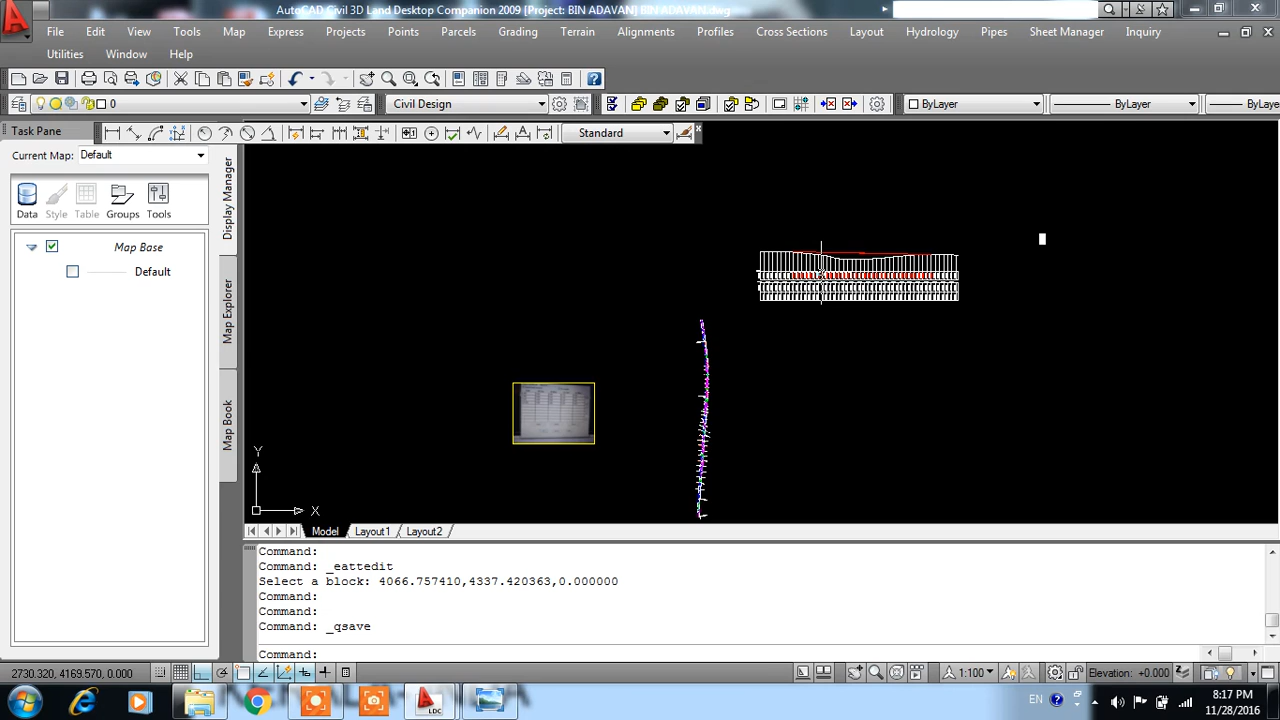 AutoCAD Civil 3D Land Desktop Companion 2009 [Project: BIN ADAVAN] BIN ADAVAN.dwg
File Edit View Insert Tools Map Express Projects Points Parcels Grading Terrain Alignments Profiles Cross Sections Layout Hydrology Pipes Sheet Manager Inquiry
Utilities Window Help
0 Civil Design ByLayer ByLayer ByLayer
Task Pane Standard
Current Map: Default
Data Style Table Groups Tools
Display Manager
Map Explorer
Map Book
Map Base
Default
Y
X
Model Layout1 Layout2
Command:
Command: _eattedit
Select a block: 4066.757410,4337.420363,0.000000
Command:
Command:
Command: _qsave
Command:
2730.320, 4169.570, 0.000 1:100 Elevation: +0.000
LDC EN 8:17 PM
11/28/2016